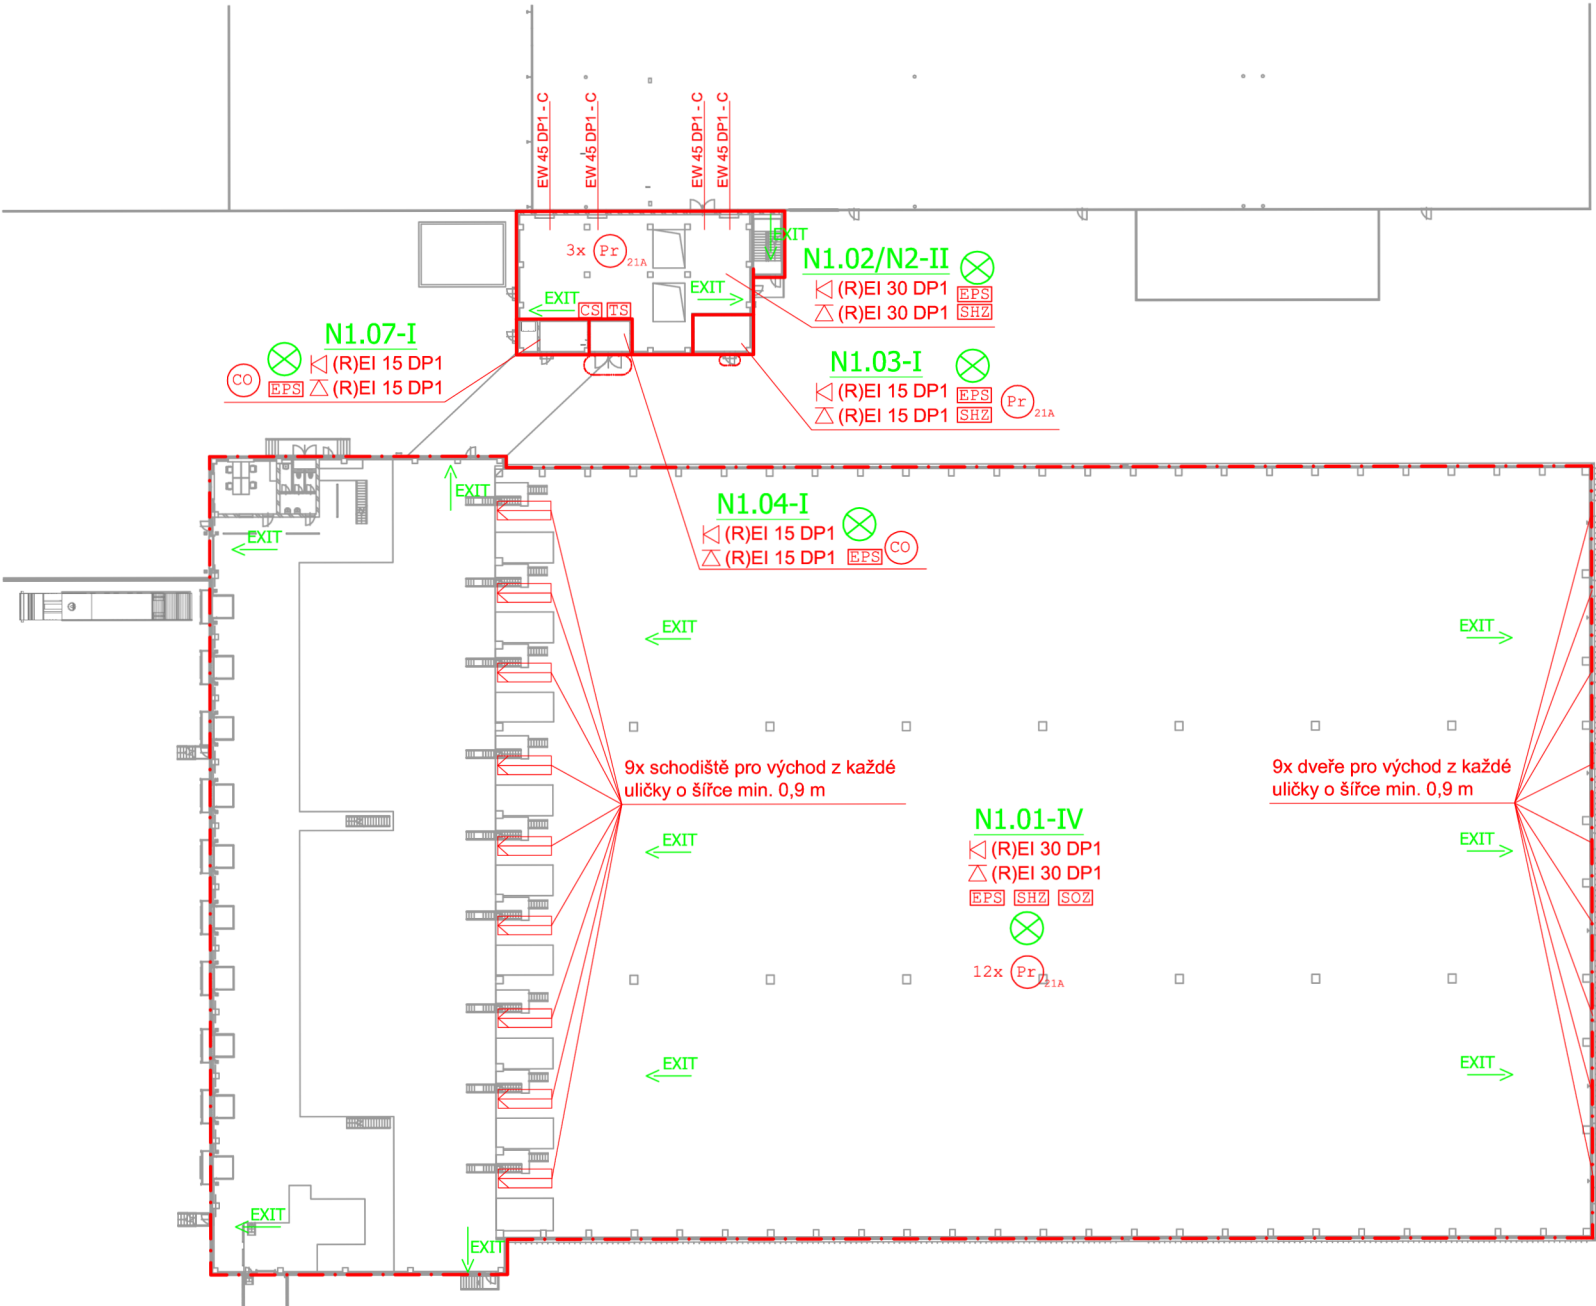 EW 45 DP1 - C
EW 45 DP1 - C
EW 45 DP1 - C
EW 45 DP1 - C
3x Pr 21A
EXIT
EXIT
EXIT
CS TS
N1.02/N2-II
(R)EI 30 DP1 EPS
(R)EI 30 DP1 SHZ
N1.07-I
(R)EI 15 DP1
CO EPS (R)EI 15 DP1
N1.03-I
(R)EI 15 DP1 EPS
(R)EI 15 DP1 SHZ
Pr 21A
N1.04-I
(R)EI 15 DP1
(R)EI 15 DP1 EPS CO
EXIT
EXIT
EXIT
EXIT
9x schodiště pro východ z každé
uličky o šířce min. 0,9 m
9x dveře pro východ z každé
uličky o šířce min. 0,9 m
N1.01-IV
(R)EI 30 DP1
(R)EI 30 DP1
EPS SHZ SOZ
12x Pr 21A
EXIT
EXIT
EXIT
EXIT
EXIT
EXIT